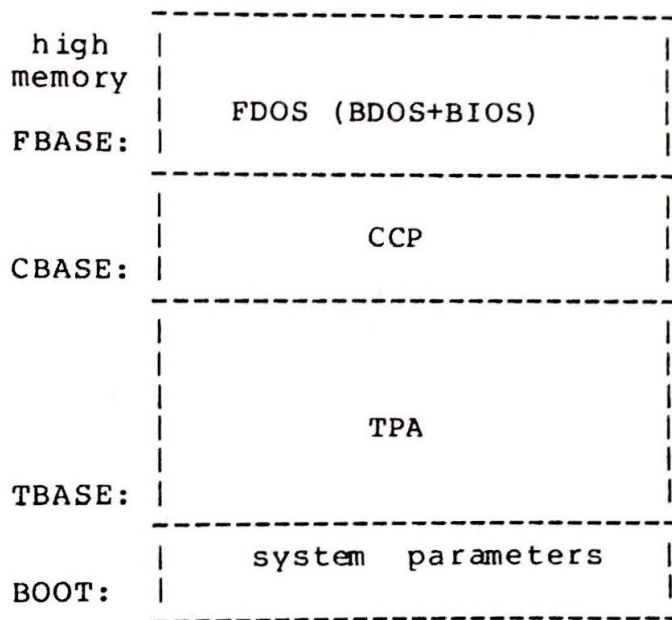 high
memory
FDOS (BDOS+BIOS)
FBASE:
CCP
CBASE:
TPA
TBASE:
system parameters
BOOT: